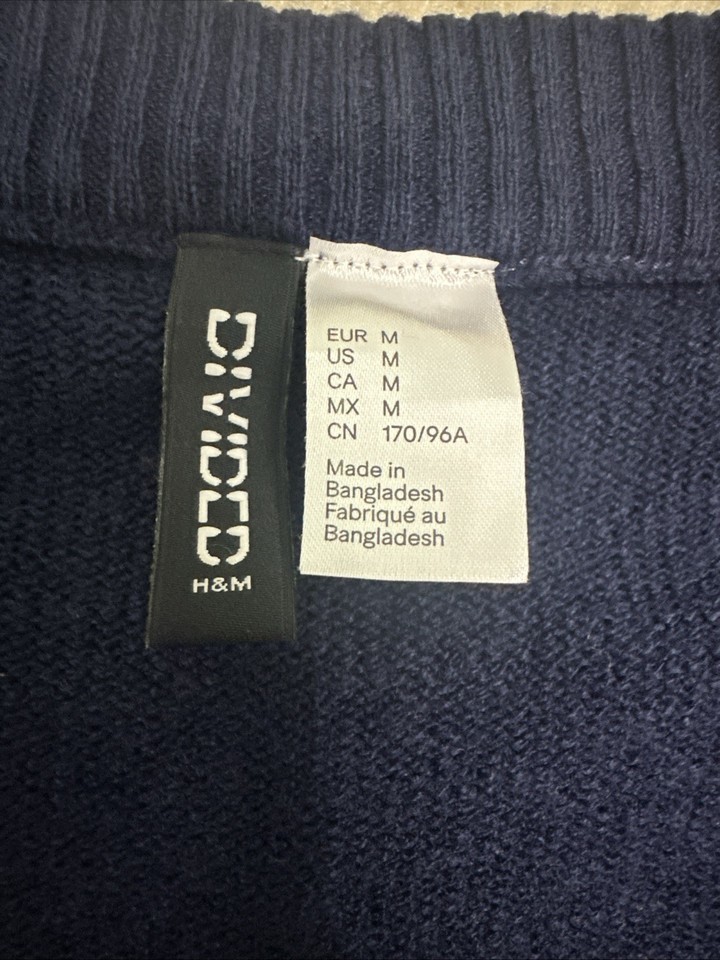 DIVIDED
H&M
EUR M
US M
CA M
MX M
CN 170/96A
Made in
Bangladesh
Fabriqué au
Bangladesh